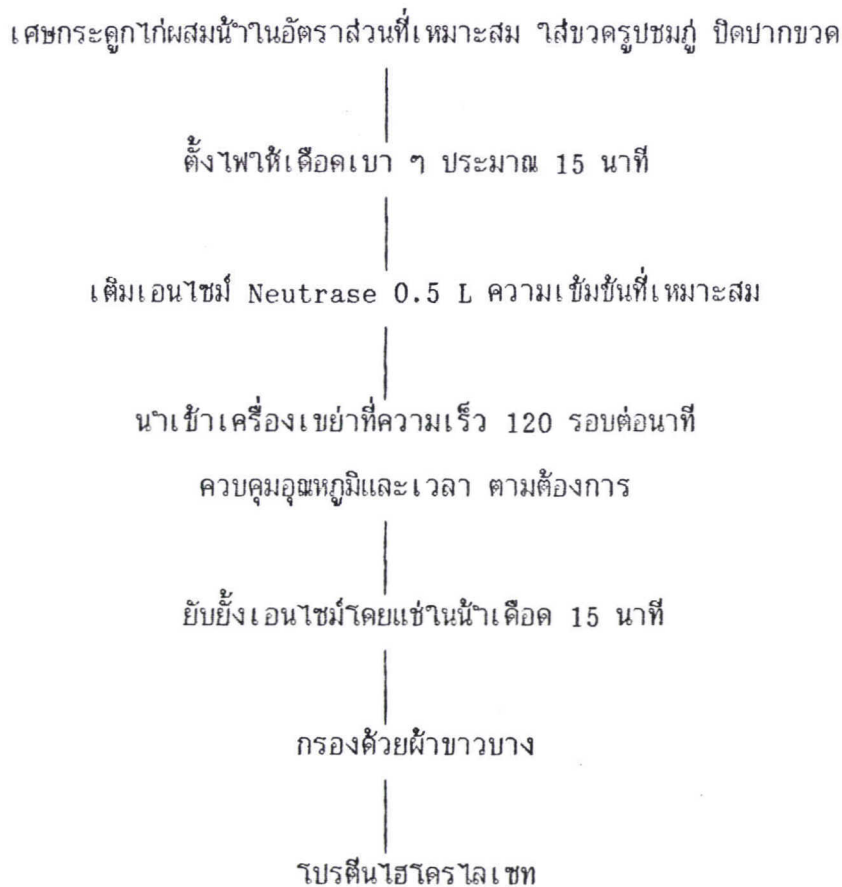 เศษกระดูกไก่ผสมน้ำในอัตราส่วนที่เหมาะสม ใส่ขวดรูปชมภู่ ปิดปากขวด
ตั้งไฟให้เดือดเบา ๆ ประมาณ 15 นาที
เติมเอนไซม์ Neutrase 0.5 L ความเข้มข้นที่เหมาะสม
นำเข้าเครื่องเขย่าที่ความเร็ว 120 รอบต่อนาที
ควบคุมอุณหภูมิและเวลา ตามต้องการ
ยับยั้งเอนไซม์โดยแช่ในน้ำเดือด 15 นาที
กรองด้วยผ้าขาวบาง
โปรตีนไฮโดรไลเซท